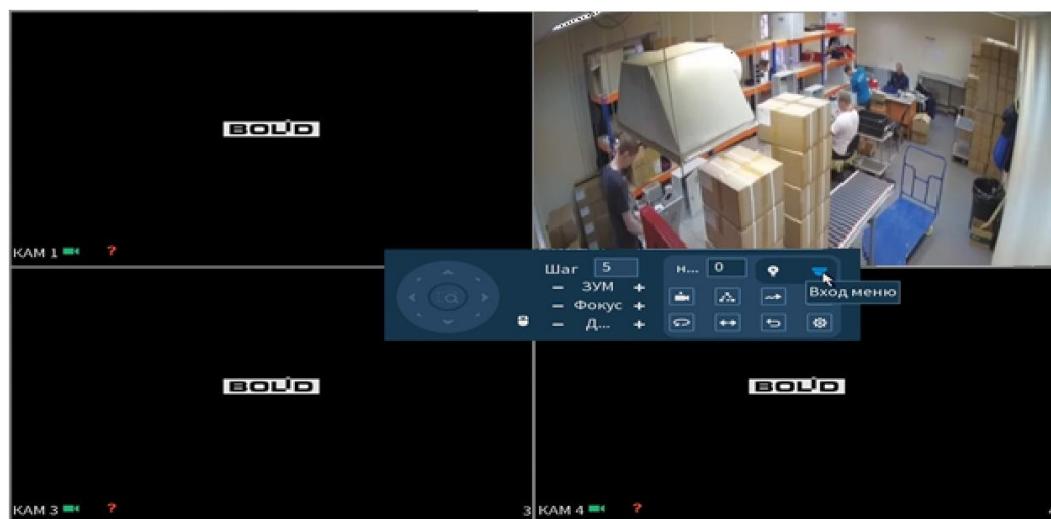 BOLID
КАМ 1
?
Шаг 5 н... 0
— ЗУМ +
Вход меню
— Фокус +
— Д... +
BOLID
BOLID
КАМ 3
?
3
КАМ 4
?